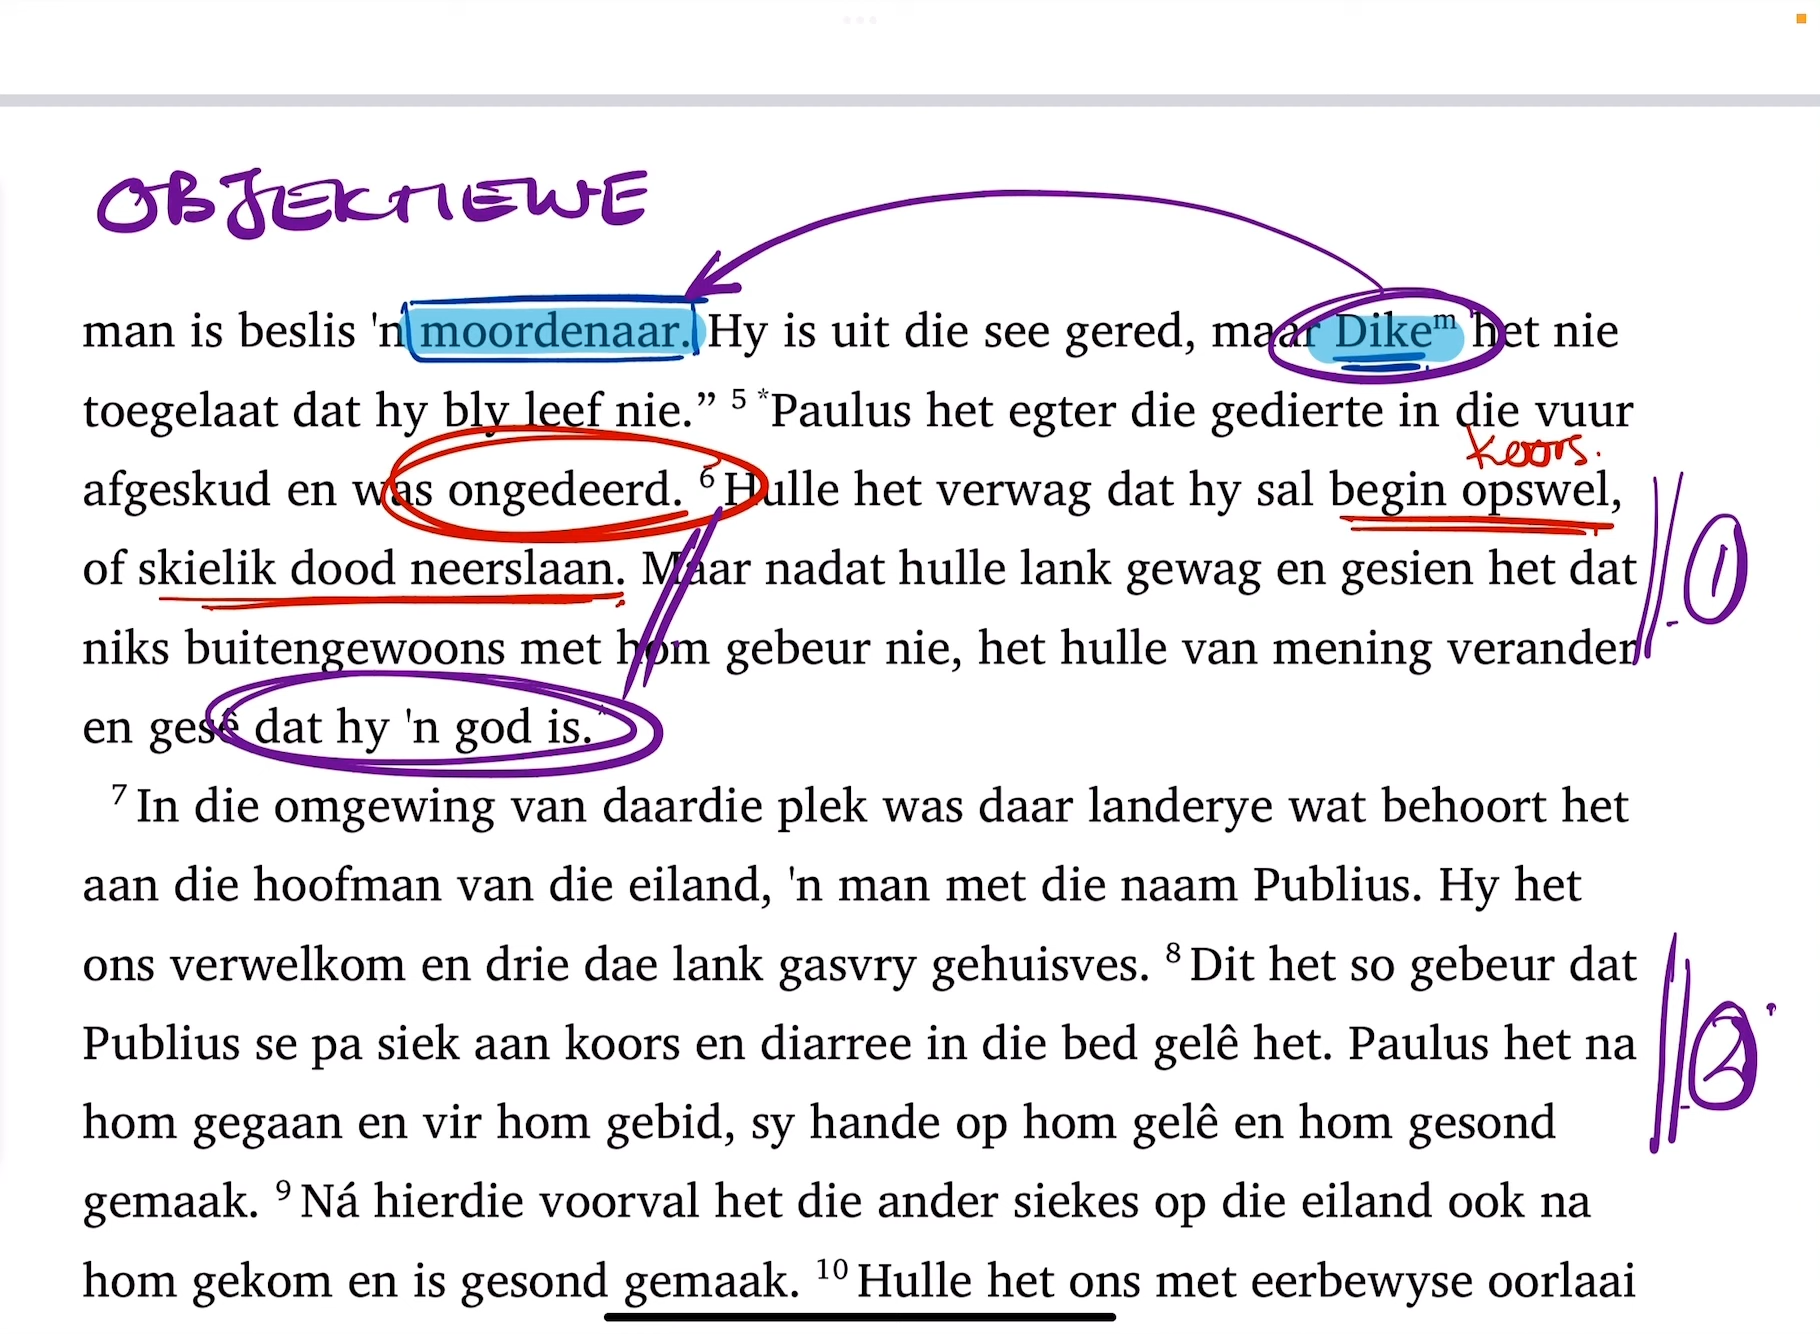 OBJEKTIEWE
man is beslis 'n moordenaar. Hy is uit die see gered, maar Dikeᵐ het nie
toegelaat dat hy bly leef nie.” ⁵ *Paulus het egter die gedierte in die vuur
koors.
afgeskud en was ongedeerd. ⁶ Hulle het verwag dat hy sal begin opswel,
of skielik dood neerslaan. Maar nadat hulle lank gewag en gesien het dat
1
niks buitengewoons met hom gebeur nie, het hulle van mening verander
en gesê dat hy 'n god is.*
⁷ In die omgewing van daardie plek was daar landerye wat behoort het
aan die hoofman van die eiland, 'n man met die naam Publius. Hy het
ons verwelkom en drie dae lank gasvry gehuisves. ⁸ Dit het so gebeur dat
Publius se pa siek aan koors en diarree in die bed gelê het. Paulus het na
2
hom gegaan en vir hom gebid, sy hande op hom gelê en hom gesond
gemaak. ⁹ Ná hierdie voorval het die ander siekes op die eiland ook na
hom gekom en is gesond gemaak. ¹⁰ Hulle het ons met eerbewyse oorlaai